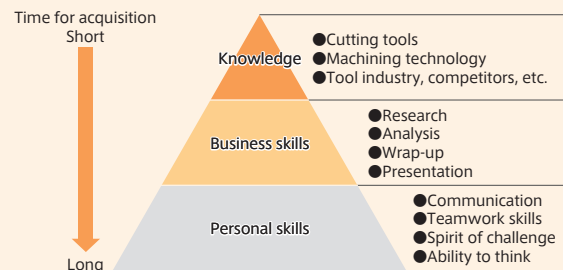 Time for acquisition
Short
Knowledge
●Cutting tools
●Machining technology
●Tool industry, competitors, etc.
Business skills
●Research
●Analysis
●Wrap-up
●Presentation
Personal skills
●Communication
●Teamwork skills
●Spirit of challenge
●Ability to think
Long